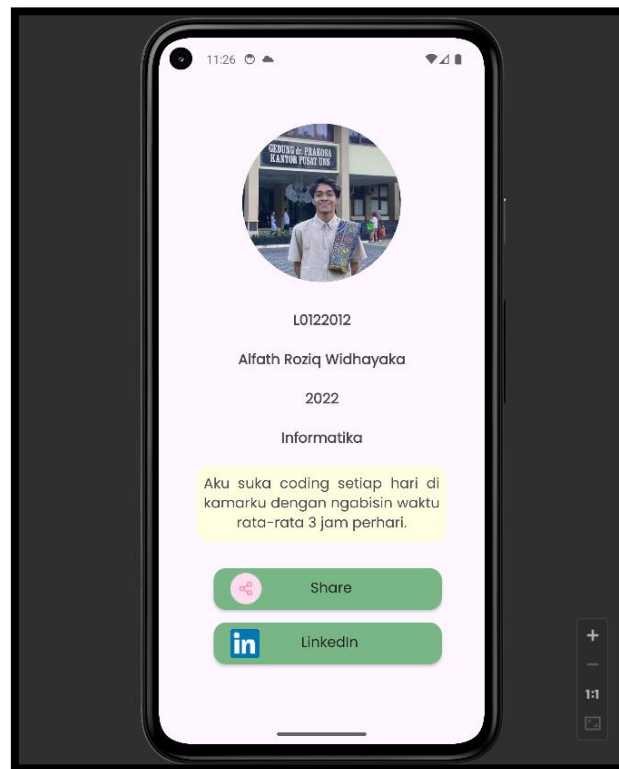 11:26
GEDUNG dr. PRAKOSA
KANTOR PUSAT UNS
L0122012
Alfath Roziq Widhayaka
2022
Informatika
Aku suka coding setiap hari di
kamarku dengan ngabisin waktu
rata-rata 3 jam perhari.
Share
in LinkedIn
1:1